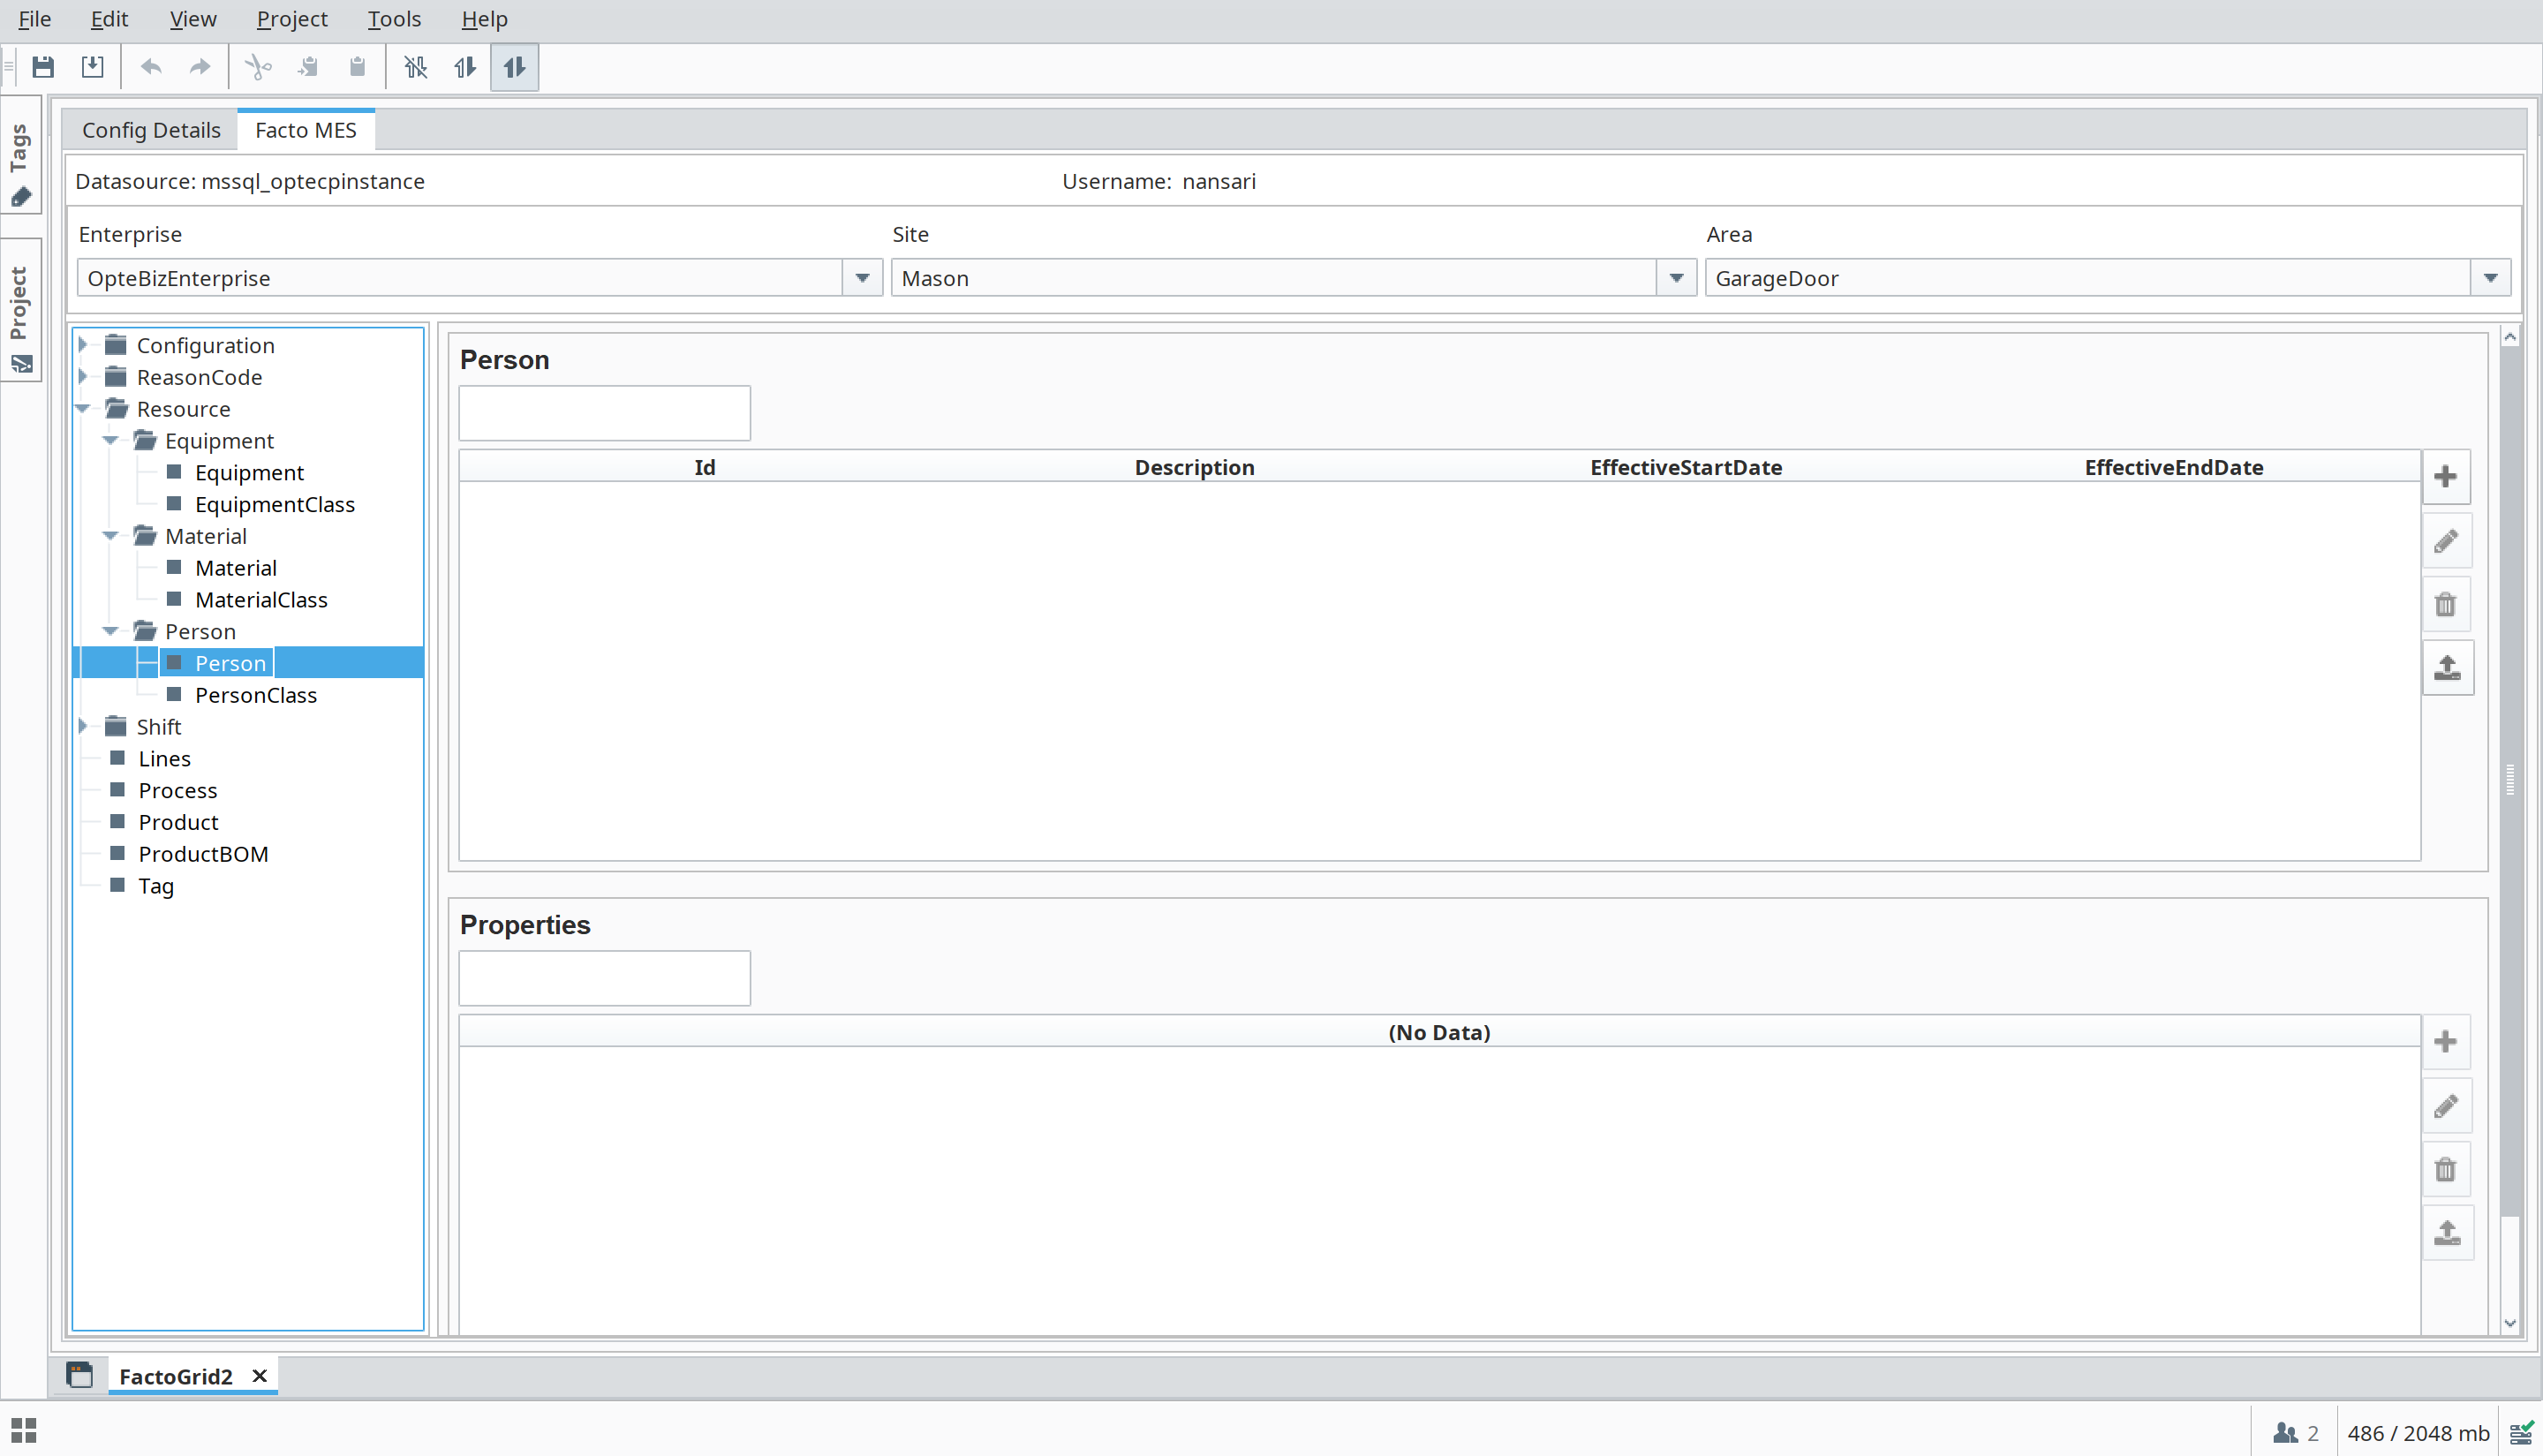 File Edit View Project Tools Help
Tags
Project
Config Details Facto MES
Datasource: mssql_optecpinstance Username: nansari
Enterprise Site Area
OpteBizEnterprise Mason GarageDoor
Configuration
ReasonCode
Resource
Equipment
Equipment
EquipmentClass
Material
Material
MaterialClass
Person
Person
PersonClass
Shift
Lines
Process
Product
ProductBOM
Tag
Person
Id Description EffectiveStartDate EffectiveEndDate
Properties
(No Data)
FactoGrid2
2 486 / 2048 mb